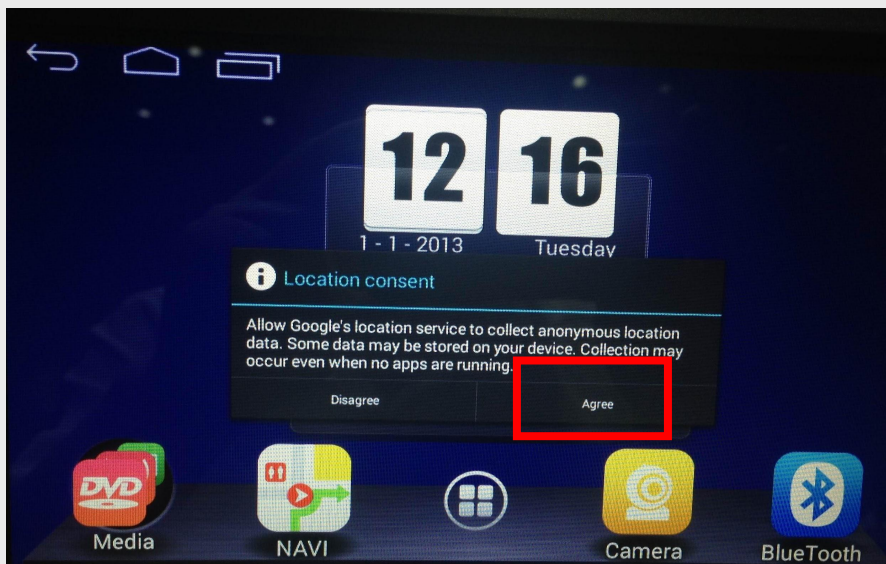 12 16
1 - 1 - 2013 Tuesday
Location consent
Allow Google's location service to collect anonymous location
data. Some data may be stored on your device. Collection may
occur even when no apps are running.
Disagree Agree
DVD
Media NAVI Camera BlueTooth